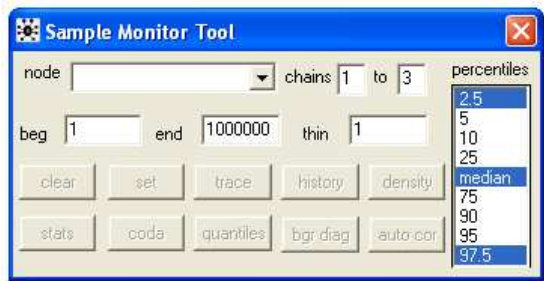 Sample Monitor Tool
node chains 1 to 3 percentiles
beg 1 end 1000000 thin 1
2.5
5
10
25
median
75
90
95
97.5
clear set trace history density
stats coda quantiles bgr diag auto cor